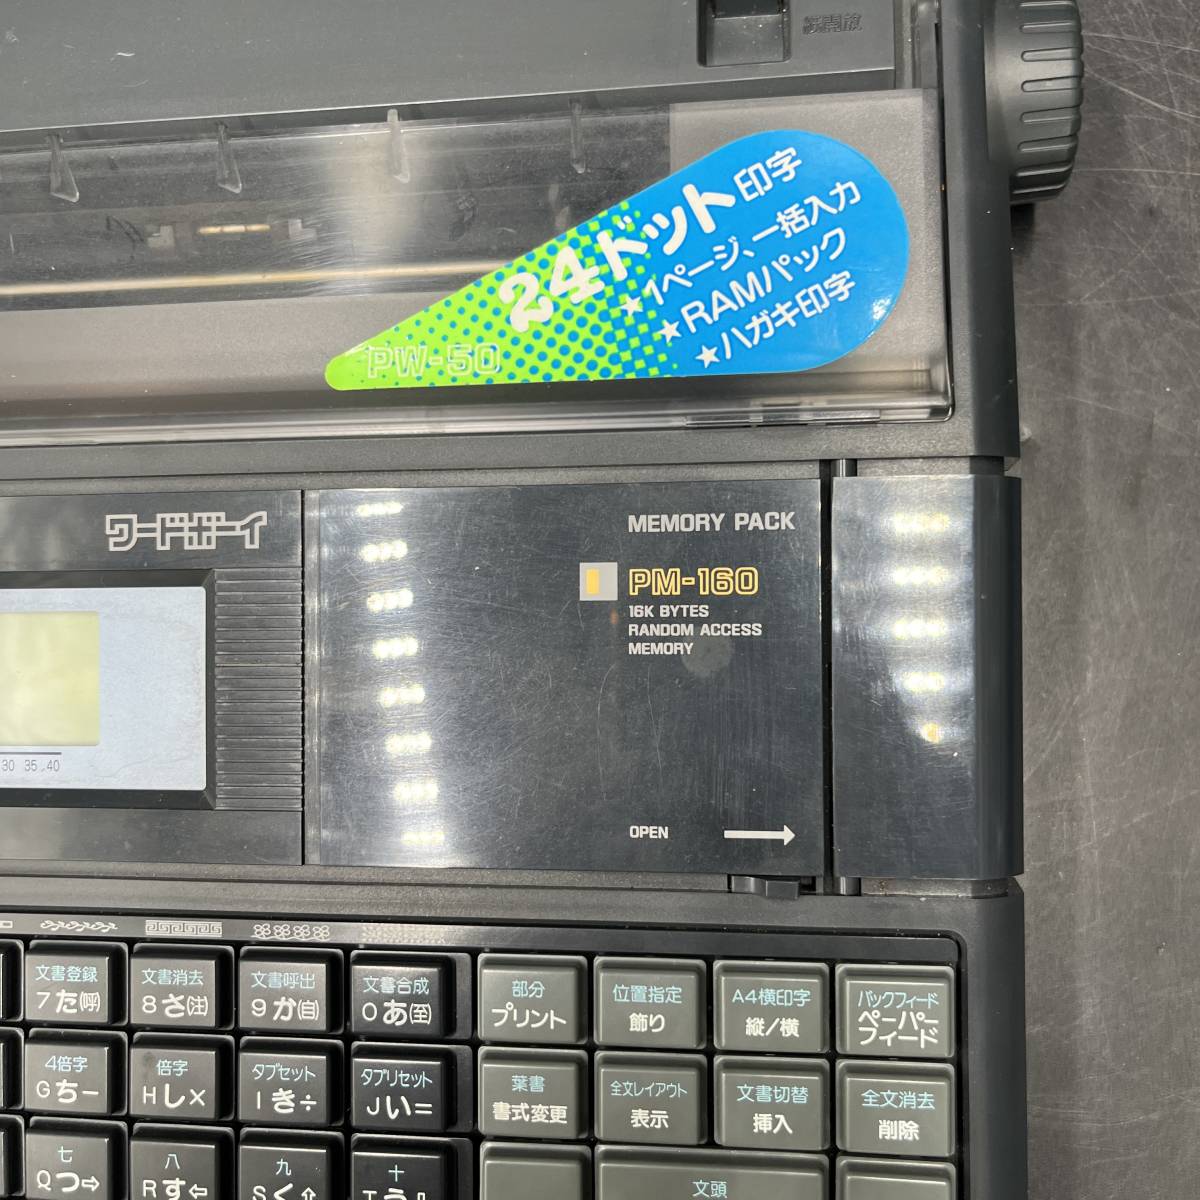 紙開放
24ドット印字
★1ページ、一括入力
★RAMパック
★ハガキ印字
PW-50
ワードボーイ
MEMORY PACK
PM-160
16K BYTES
RANDOM ACCESS
MEMORY
30 35 40
OPEN
文書登録 文書消去 文書呼出 文書合成 部分 位置指定 A4横印字 バックフィード
7た(呼) 8さ(注) 9か(自) 0あ(至) プリント 飾り 縦/横 ペーパー
フィード
4倍字 倍字 タブセット タブリセット 葉書 全文レイアウト 文書切替 全文消去
Gちー Hし× Iき÷ Jい= 書式変更 表示 挿入 削除
七 八 九 十 文頭
Qつ⇨ Rす⇦ Sく⇧ Tう⇩